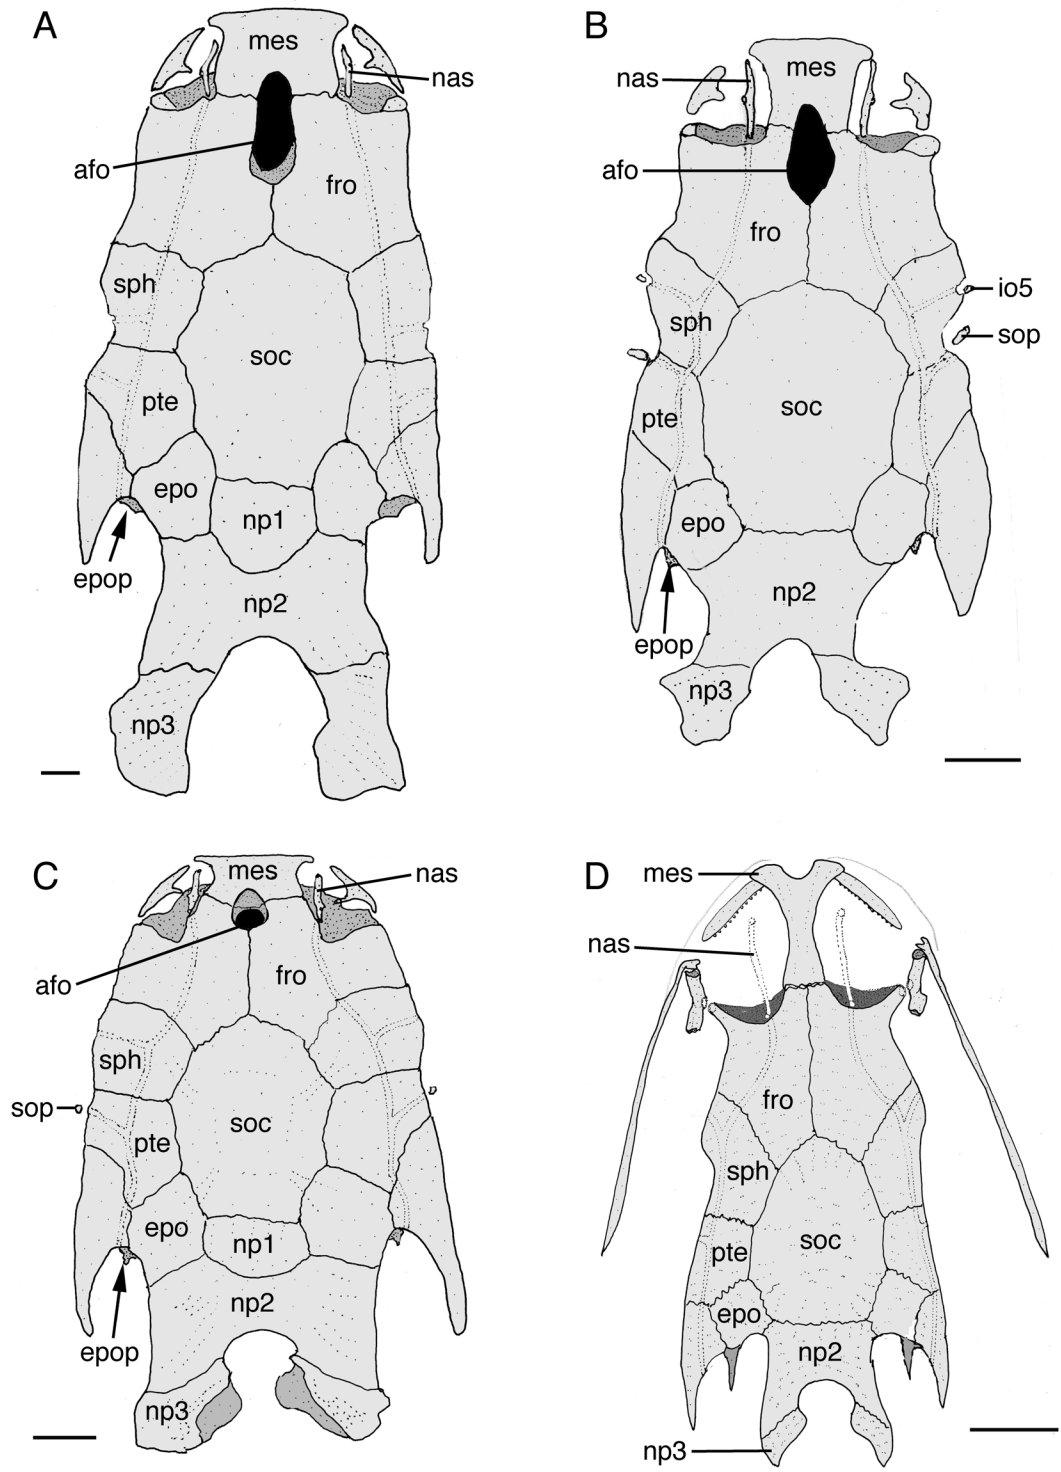 A
mes
nas
afo
fro
sph
soc
pte
epo
np1
epop
np2
np3
B
nas
mes
afo
fro
io5
sph
sop
soc
pte
epo
np2
epop
np3
C
mes
nas
afo
fro
sph
sop
soc
pte
epo
np1
np2
epop
np3
D
mes
nas
fro
sph
soc
pte
epo
np2
np3